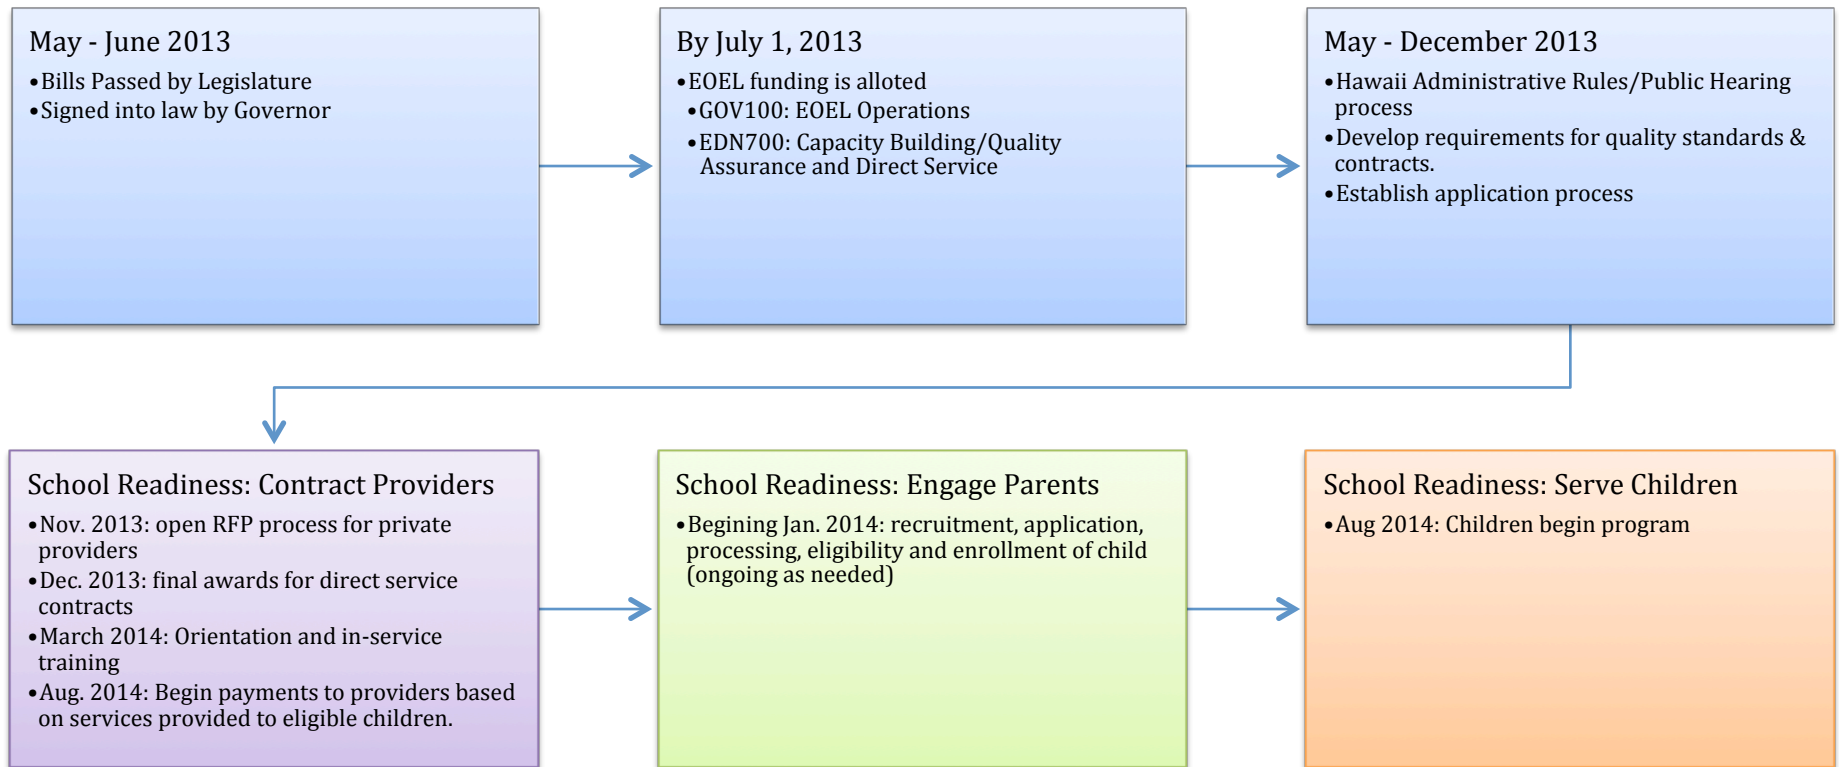 May - June 2013
•Bills Passed by Legislature
•Signed into law by Governor
By July 1, 2013
•EOEL funding is alloted
•GOV100: EOEL Operations
•EDN700: Capacity Building/Quality
Assurance and Direct Service
May - December 2013
•Hawaii Administrative Rules/Public Hearing
process
•Develop requirements for quality standards &
contracts.
•Establish application process
School Readiness: Contract Providers
•Nov. 2013: open RFP process for private
providers
•Dec. 2013: final awards for direct service
contracts
•March 2014: Orientation and in-service
training
•Aug. 2014: Begin payments to providers based
on services provided to eligible children.
School Readiness: Engage Parents
•Begining Jan. 2014: recruitment, application,
processing, eligibility and enrollment of child
(ongoing as needed)
School Readiness: Serve Children
•Aug 2014: Children begin program